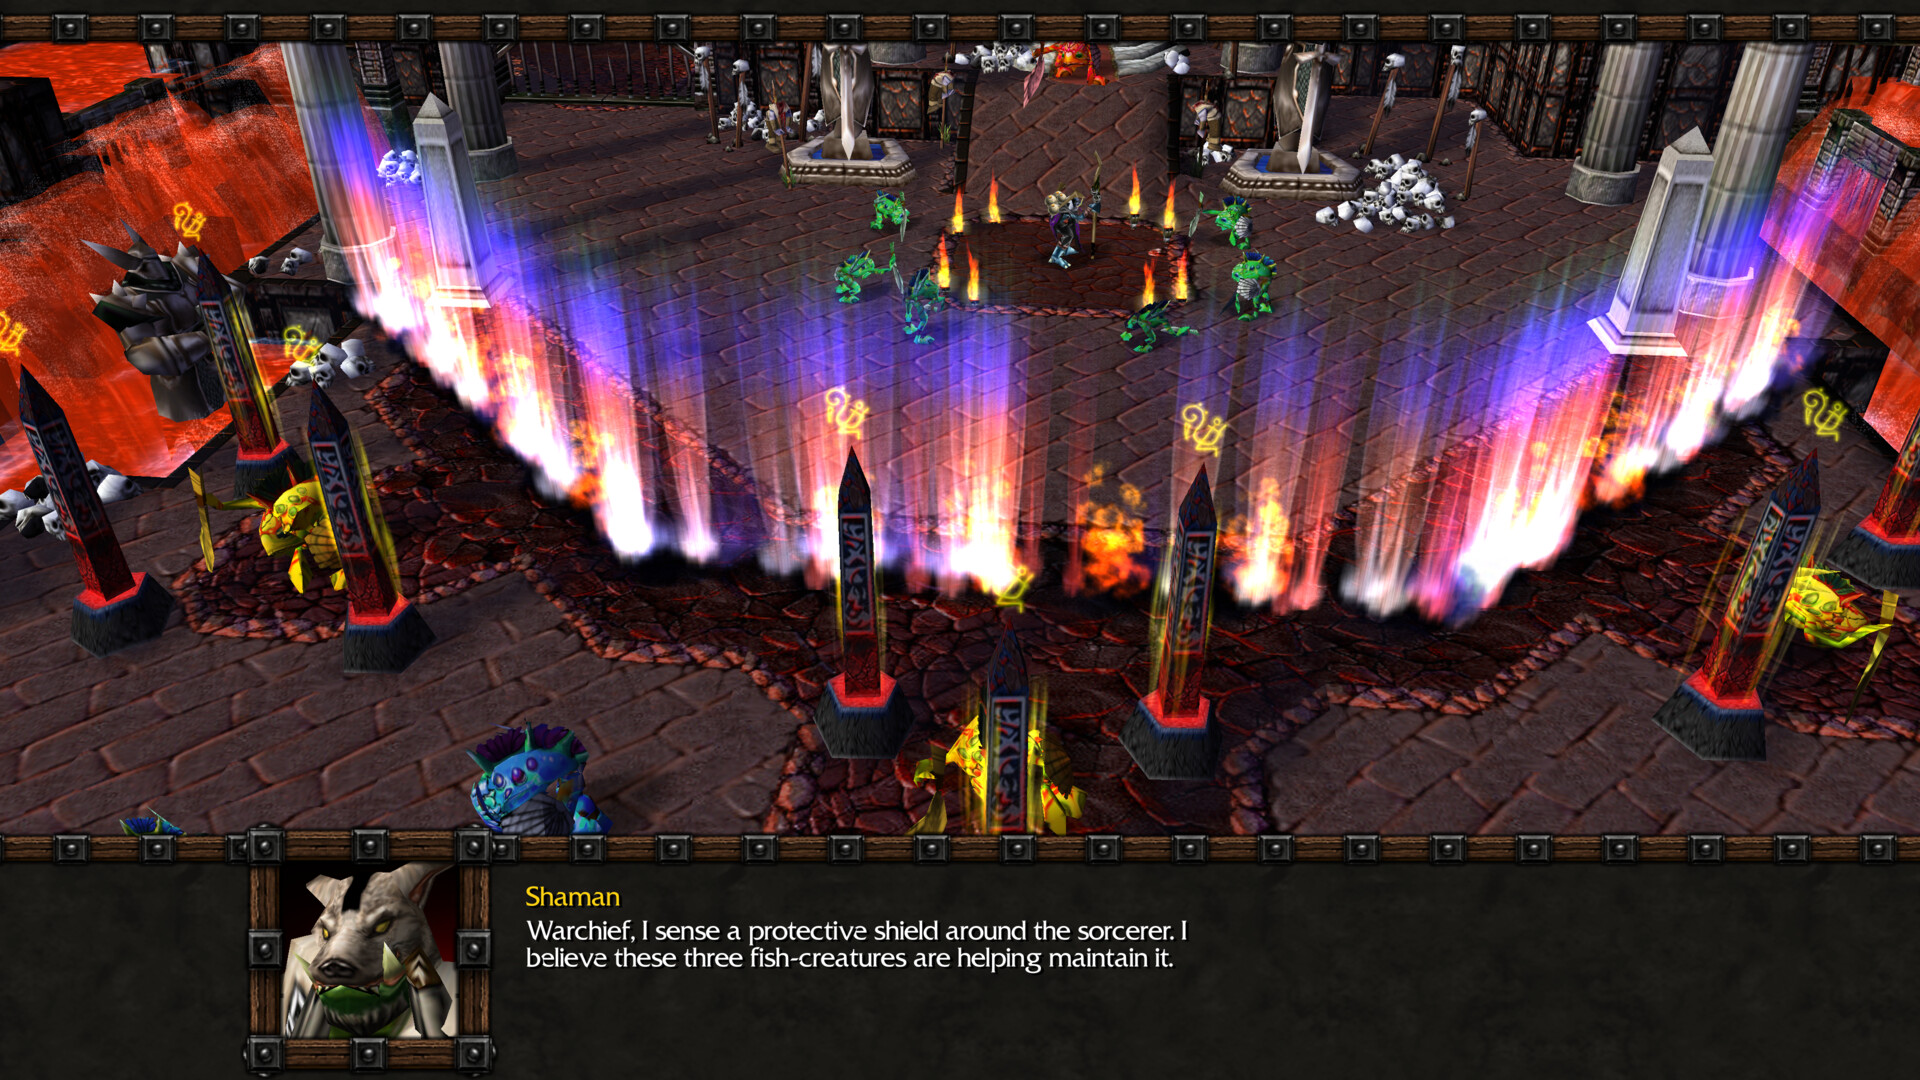 Shaman
Warchief, I sense a protective shield around the sorcerer. I
believe these three fish-creatures are helping maintain it.